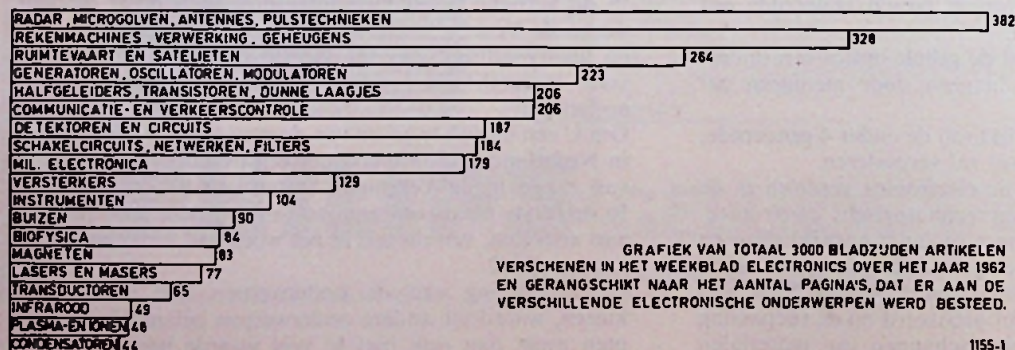 RADAR, MICROGOLVEN, ANTENNES, PULSTECHNIEKEN 382
REKENMACHINES, VERWERKING, GEHEUGENS 328
RUIMTEVAART EN SATELIETEN 264
GENERATOREN, OSCILLATOREN, MODULATOREN 223
HALFGELEIDERS, TRANSISTOREN, DUNNE LAAGJES 206
COMMUNICATIE- EN VERKEERSCONTROLE 206
DETEKTOREN EN CIRCUITS 187
SCHAKELCIRCUITS, NETWERKEN, FILTERS 184
MIL. ELECTRONICA 179
VERSTERKERS 129
INSTRUMENTEN 104
BUIZEN 90
BIOFYSICA 84
MAGNETEN 83
LASERS EN MASERS 77
TRANSDUCTOREN 65
INFRAROOD 49
PLASMA-EN IONEN 48
CONDENSATOREN 44
GRAFIEK VAN TOTAAL 3000 BLADZIJDEN ARTIKELEN
VERSCHENEN IN HET WEEKBLAD ELECTRONICS OVER HET JAAR 1962
EN GERANGSCHIKT NAAR HET AANTAL PAGINA'S, DAT ER AAN DE
VERSCHILLENDE ELECTRONISCHE ONDERWERPEN WERD BESTEED.
1155-1